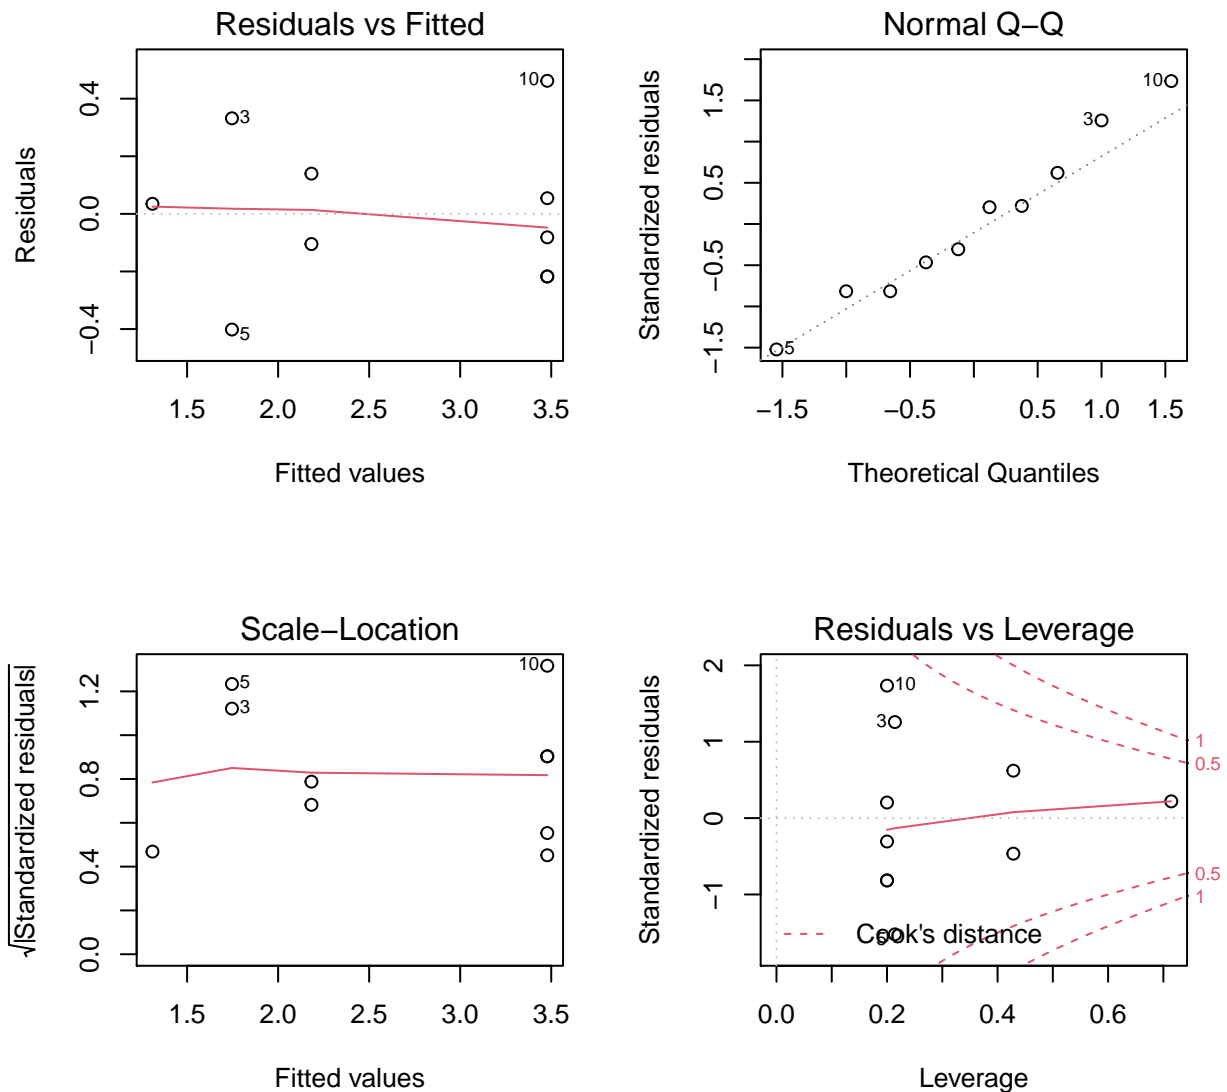 Residuals vs Fitted
Residuals
0.4
0.0
−0.4
10
3
5
1.5 2.0 2.5 3.0 3.5
Fitted values
Normal Q−Q
Standardized residuals
1.5
0.5
−0.5
−1.5
10
3
5
−1.5 −0.5 0.5 1.0 1.5
Theoretical Quantiles
Scale−Location
√|Standardized residuals|
1.2
0.8
0.4
0.0
10
5
3
1.5 2.0 2.5 3.0 3.5
Fitted values
Residuals vs Leverage
Standardized residuals
2
1
0
−1
10
3
5
1
0.5
0.5
1
Cook's distance
0.0 0.2 0.4 0.6
Leverage